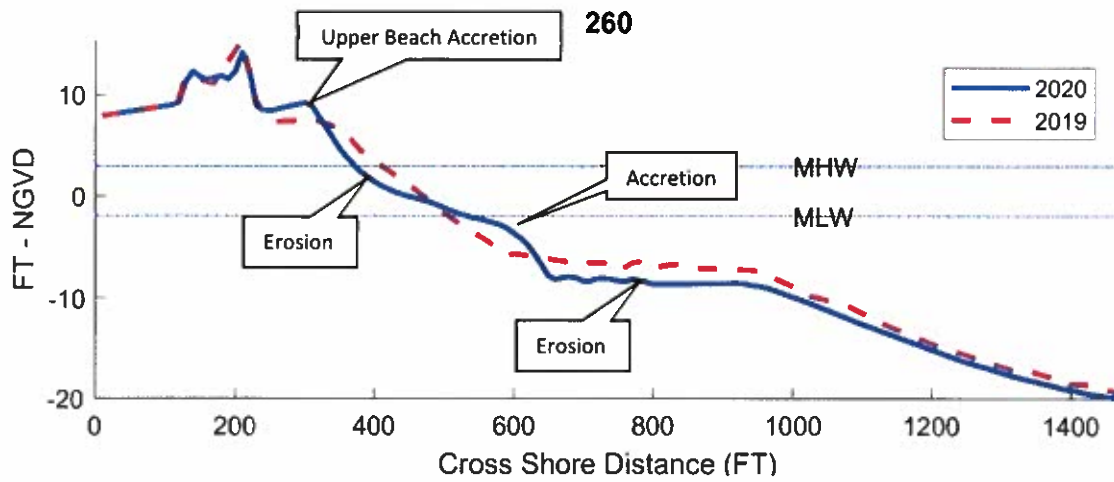 260
Upper Beach Accretion
2020
2019
10
0
-10
-20
FT - NGVD
MHW
MLW
Accretion
Erosion
Erosion
0
200
400
600
800
1000
1200
1400
Cross Shore Distance (FT)